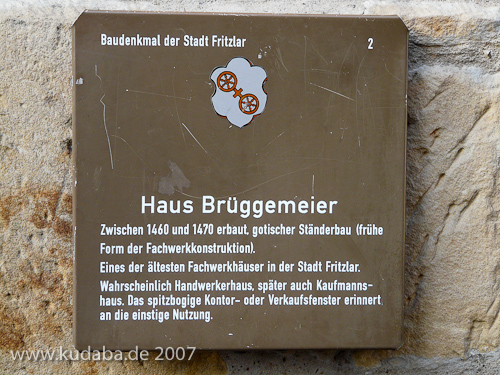 Baudenkmal der Stadt Fritzlar 2
Haus Brüggemeier
Zwischen 1460 und 1470 erbaut, gotischer Ständerbau (frühe
Form der Fachwerkkonstruktion).
Eines der ältesten Fachwerkhäuser in der Stadt Fritzlar.
Wahrscheinlich Handwerkerhaus, später auch Kaufmanns-
haus. Das spitzbogige Kontor- oder Verkaufsfenster erinnert
an die einstige Nutzung.
www.kudaba.de 2007